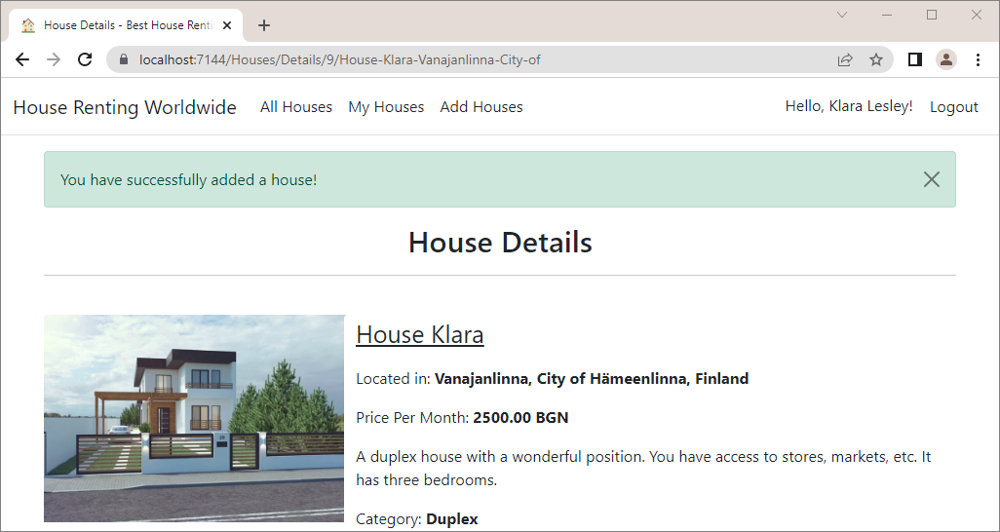 House Details - Best House Renti
localhost:7144/Houses/Details/9/House-Klara-Vanajanlinna-City-of
House Renting Worldwide All Houses My Houses Add Houses Hello, Klara Lesley! Logout
You have successfully added a house!
House Details
House Klara
Located in: Vanajanlinna, City of Hämeenlinna, Finland
Price Per Month: 2500.00 BGN
A duplex house with a wonderful position. You have access to stores, markets, etc. It
has three bedrooms.
Category: Duplex